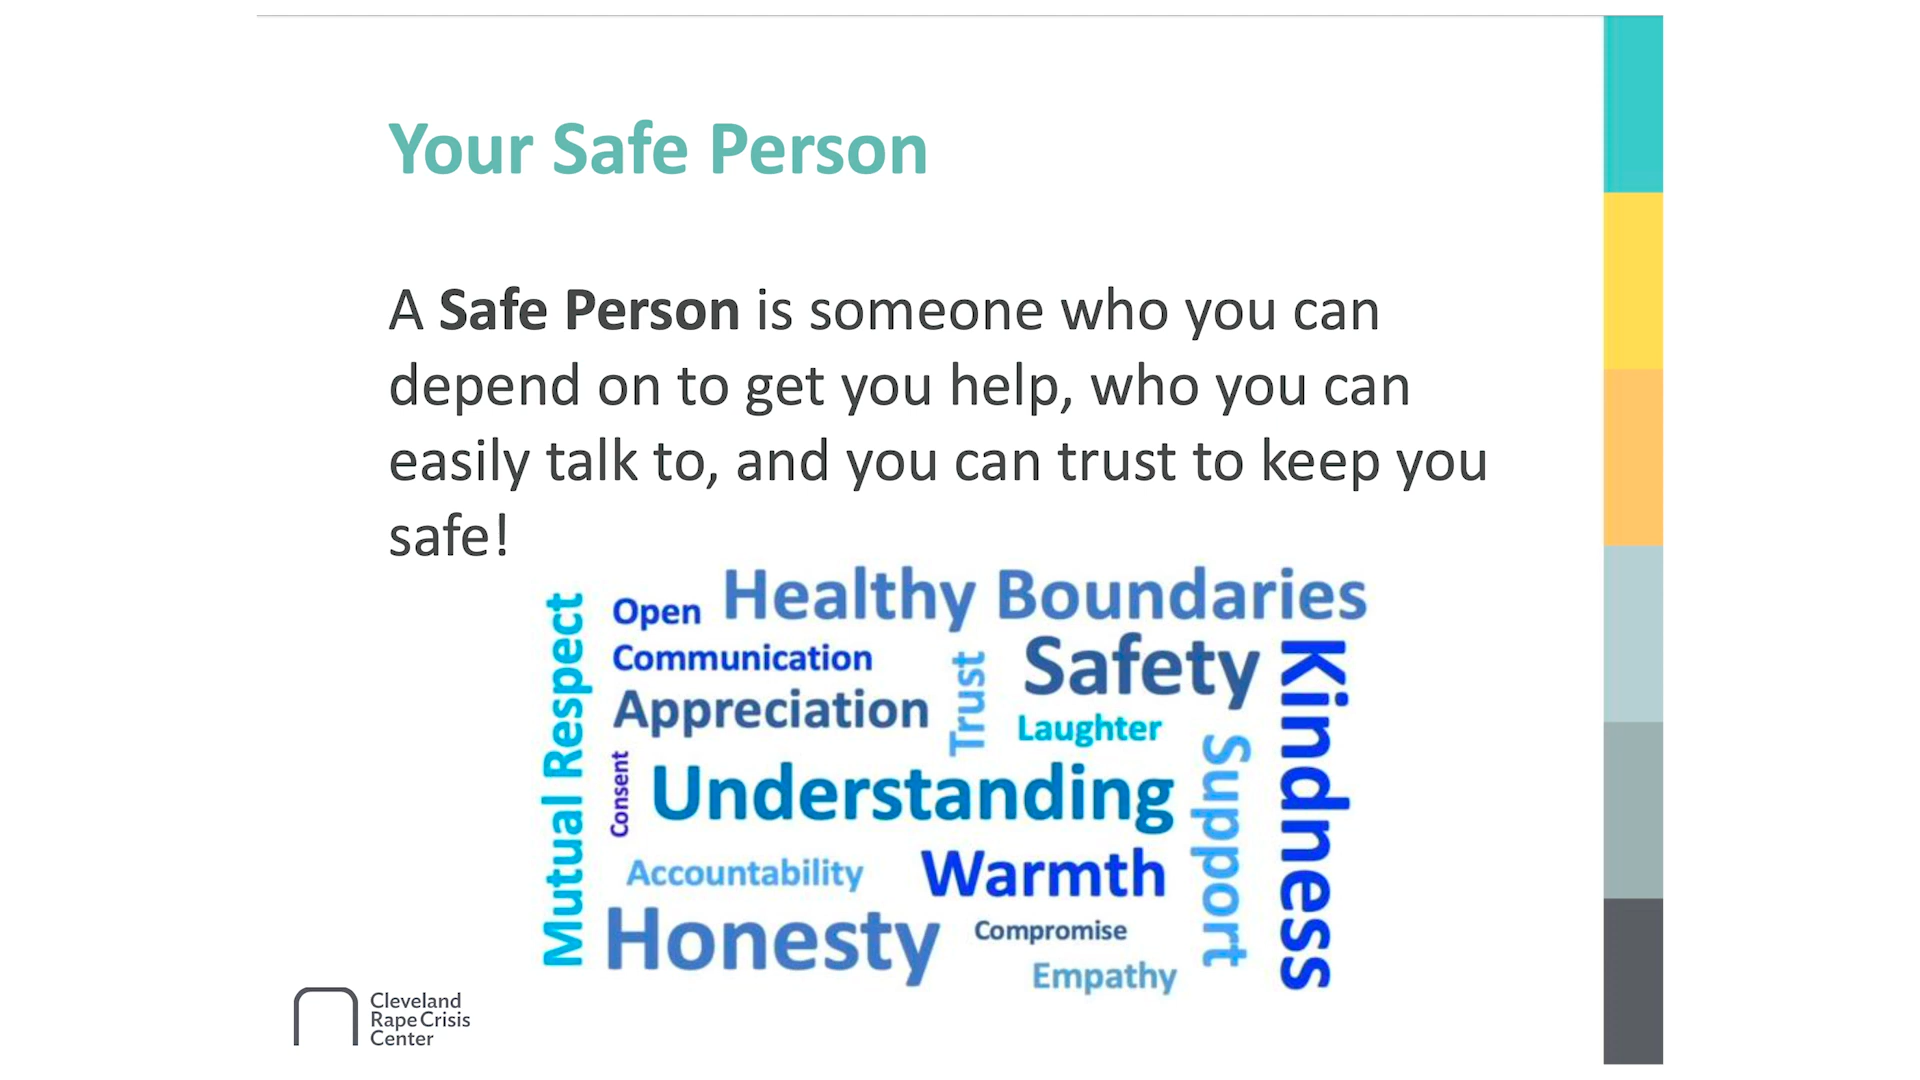 Your Safe Person
A Safe Person is someone who you can
depend on to get you help, who you can
easily talk to, and you can trust to keep you
safe!
Healthy Boundaries
Open
Communication
Mutual Respect
Appreciation
Trust
Safety
Kindness
Laughter
Consent
Understanding
Support
Accountability
Warmth
Honesty
Compromise
Empathy
Cleveland
Rape Crisis
Center